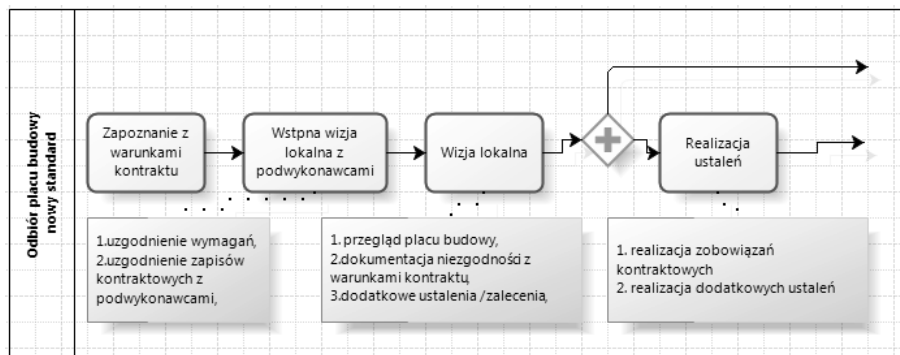 Odbiór placu budowy
nowy standard
Zapoznanie z
warunkami
kontraktu
Wstpna wizja
lokalna z
podwykonawcami
Wizja lokalna
Realizacja
ustaleń
1.uzgodnienie wymagań,
2.uzgodnienie zapisów
kontraktowych z
podwykonawcami,
1. przegląd placu budowy,
2.dokumentacja niezgodności z
warunkami kontraktu,
3.dodatkowe ustalenia /zalecenia,
1. realizacja zobowiązań
kontraktowych
2. realizacja dodatkowych ustaleń